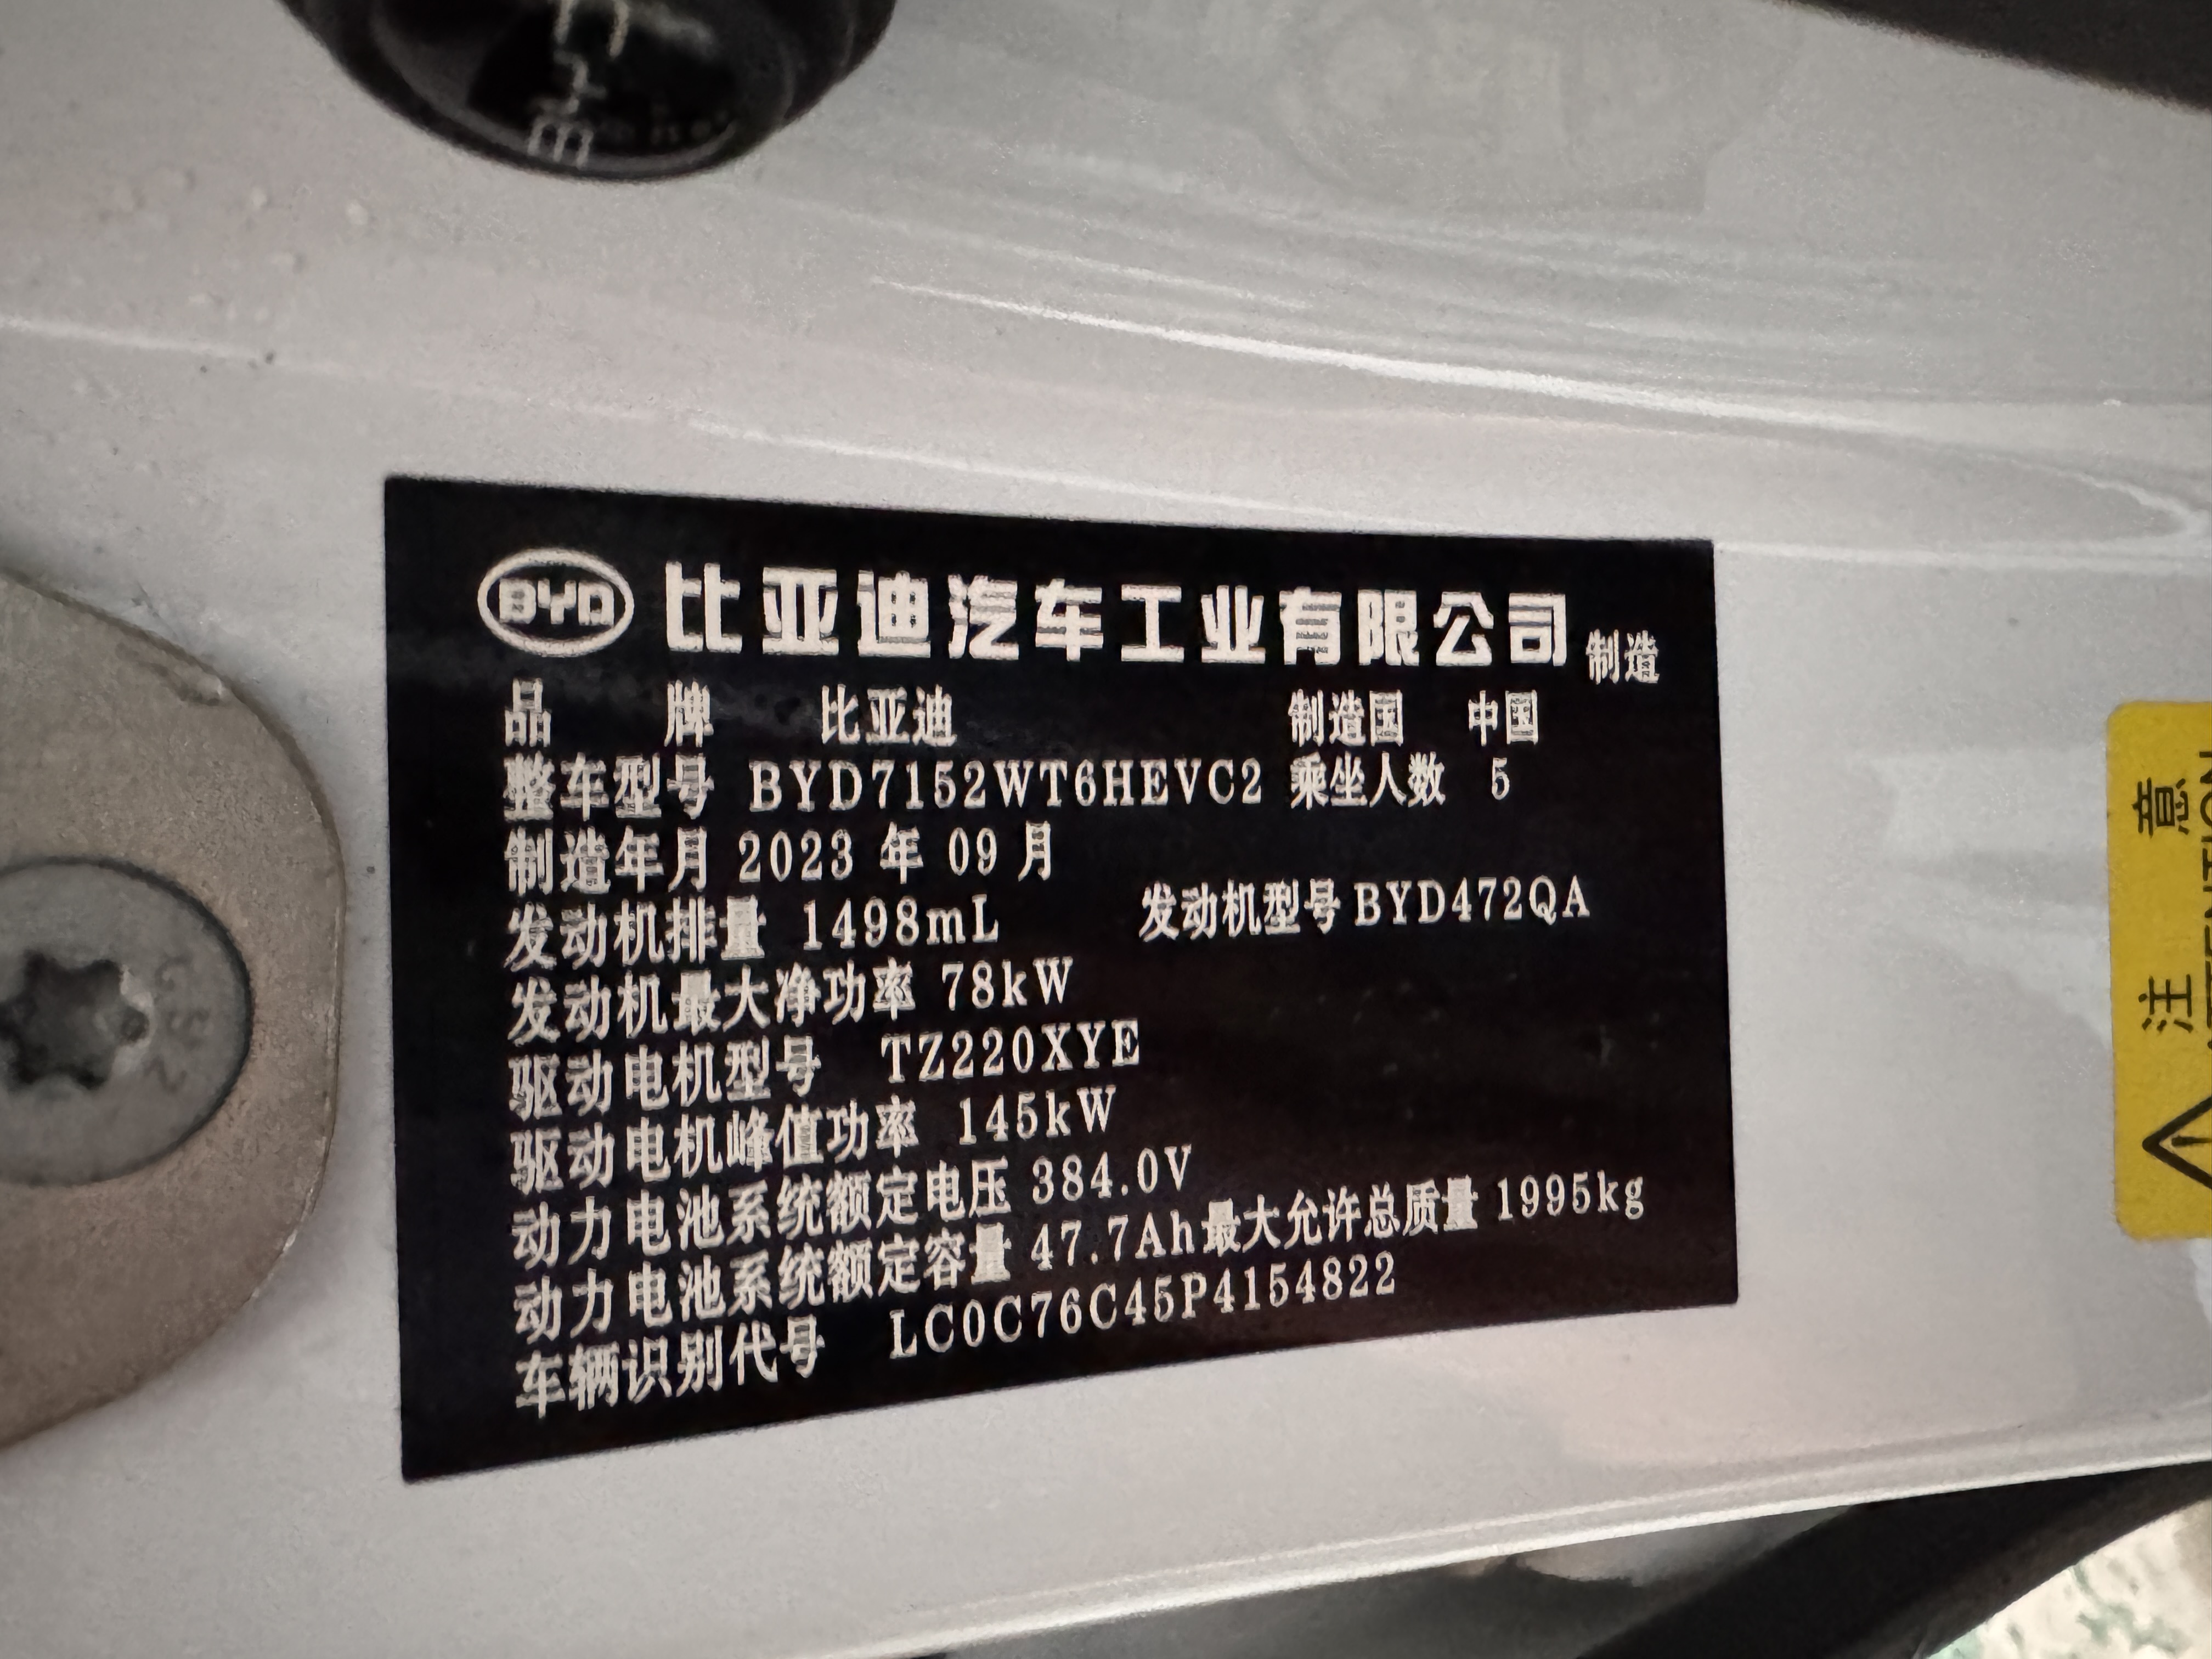 BYD 比亚迪汽车工业有限公司 制造
品 牌 比亚迪 制造国 中国
整车型号 BYD7152WT6HEVC2 乘坐人数 5
制造年月 2023 年 09 月
发动机排量 1498mL 发动机型号 BYD472QA
发动机最大净功率 78kW
驱动电机型号 TZ220XYE
驱动电机峰值功率 145kW
动力电池系统额定电压 384.0V
动力电池系统额定容量 47.7Ah 最大允许总质量 1995kg
车辆识别代号 LC0C76C45P4154822
注 意